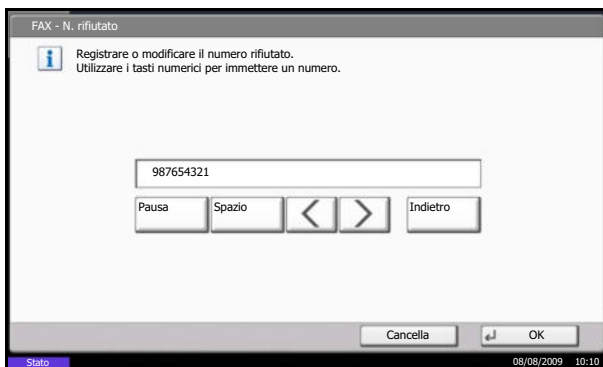 FAX - N. rifiutato
Registrare o modificare il numero rifiutato.
Utilizzare i tasti numerici per immettere un numero.
987654321
Pausa Spazio Indietro
Cancella OK
Stato 08/08/2009 10:10